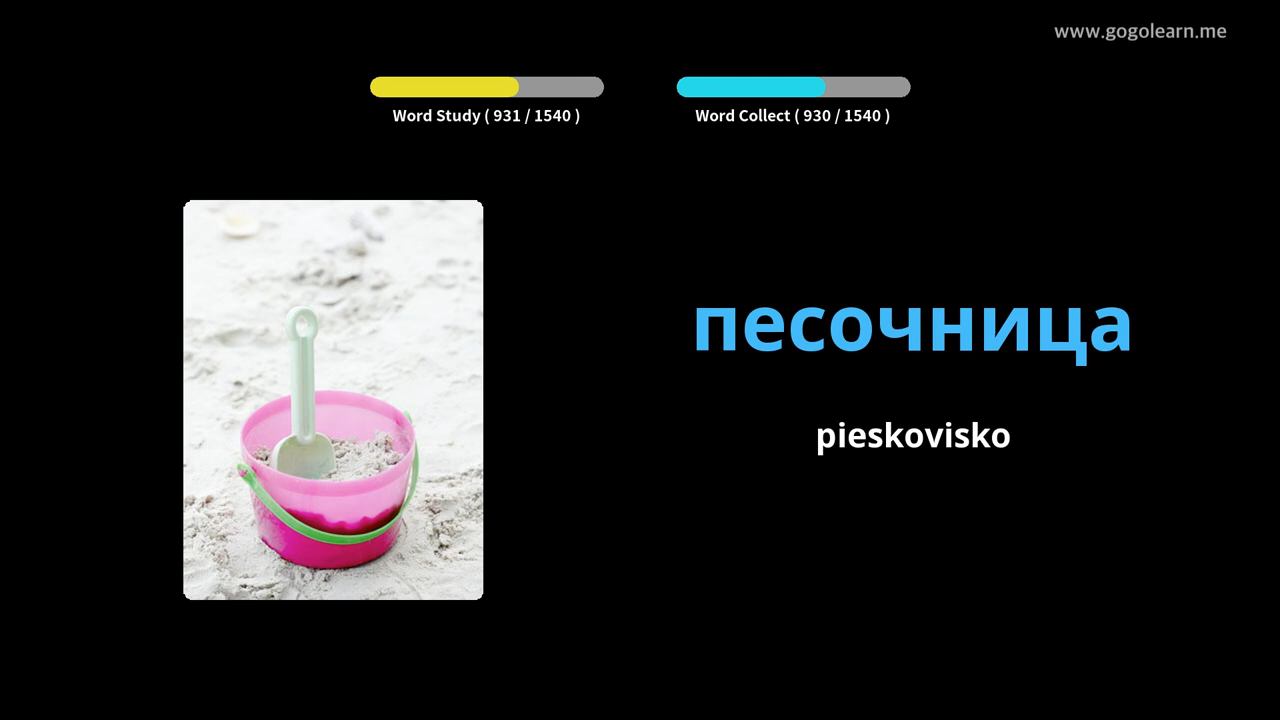 www.gogolearn.me
Word Study ( 931 / 1540 )
Word Collect ( 930 / 1540 )
песочница
pieskovisko